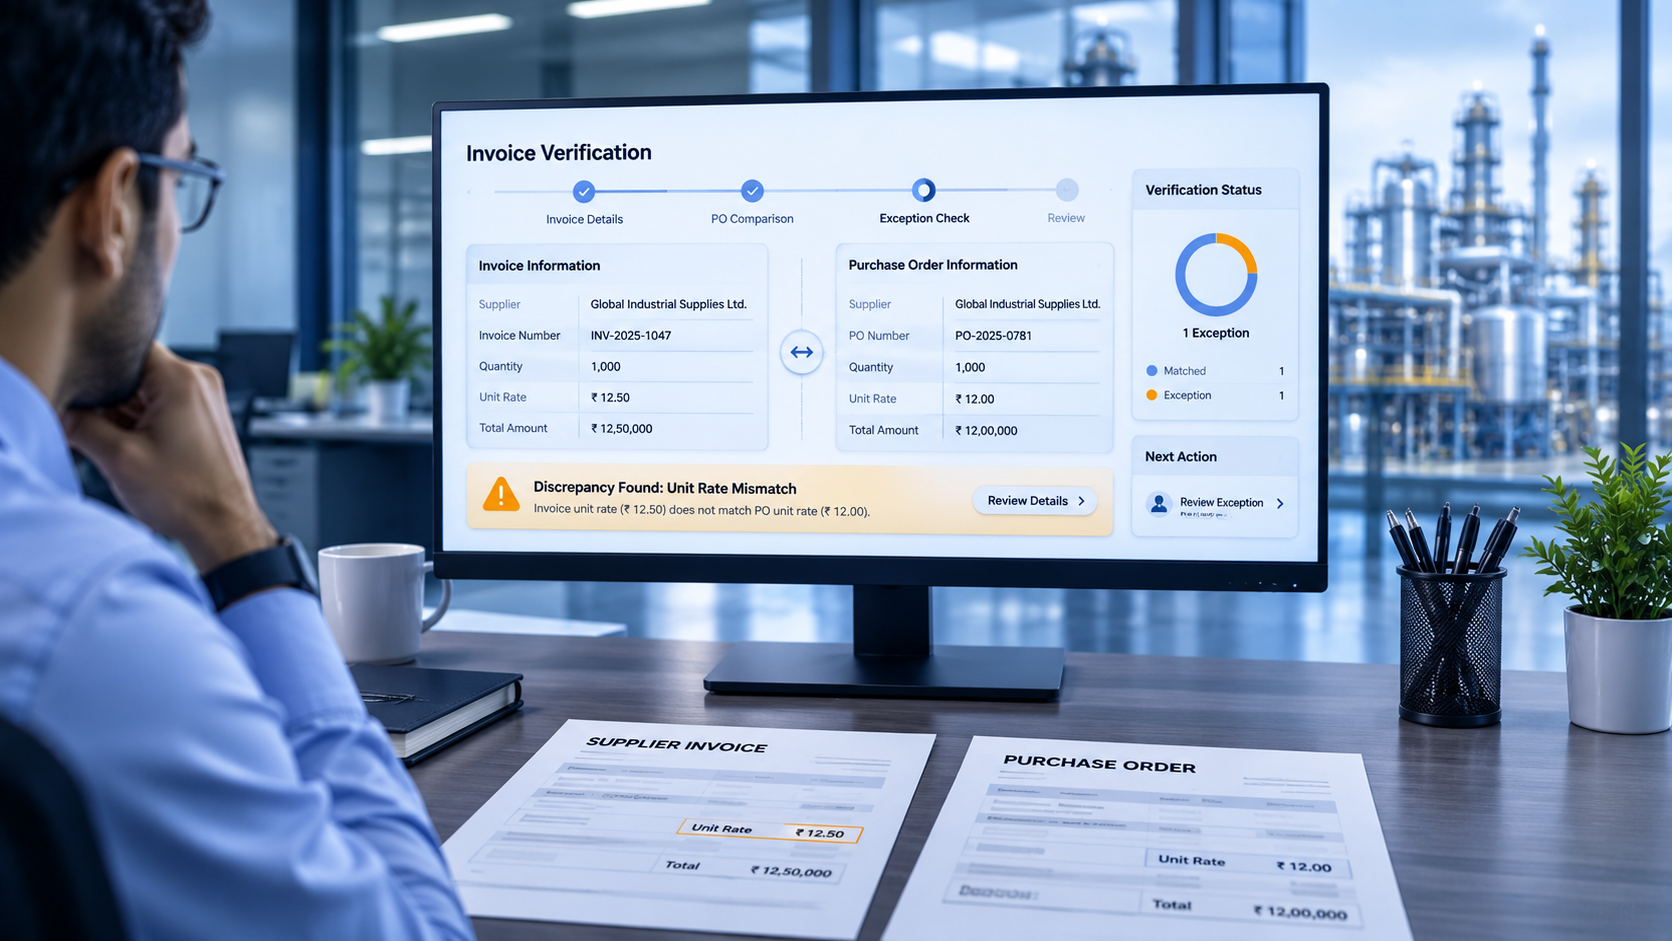 Invoice Verification
Invoice Details
PO Comparison
Exception Check
Review
Invoice Information
Supplier Global Industrial Supplies Ltd.
Invoice Number INV-2025-1047
Quantity 1,000
Unit Rate ₹ 12.50
Total Amount ₹ 12,50,000
Purchase Order Information
Supplier Global Industrial Supplies Ltd.
PO Number PO-2025-0781
Quantity 1,000
Unit Rate ₹ 12.00
Total Amount ₹ 12,00,000
Discrepancy Found: Unit Rate Mismatch
Invoice unit rate (₹ 12.50) does not match PO unit rate (₹ 12.00).
Review Details
Verification Status
1 Exception
Matched 1
Exception 1
Next Action
Review Exception
SUPPLIER INVOICE
Unit Rate ₹ 12.50
Total ₹ 12,50,000
PURCHASE ORDER
Unit Rate ₹ 12.00
Total ₹ 12,00,000